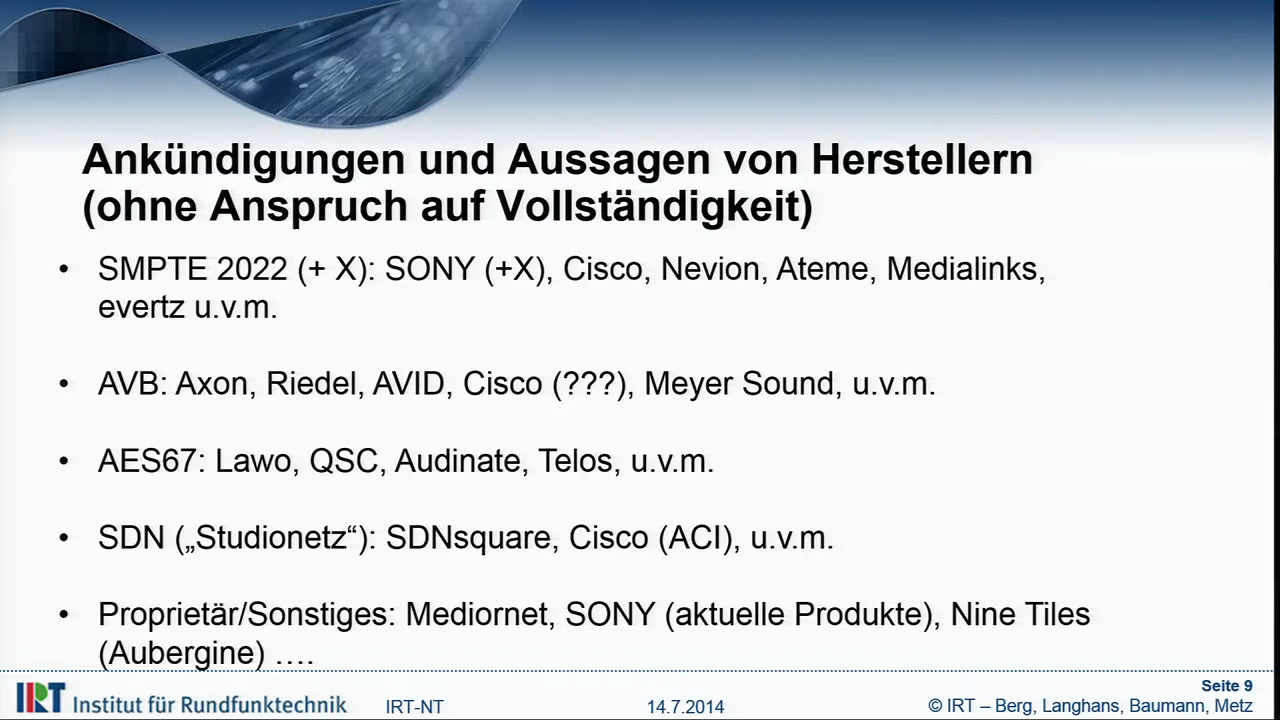 Ankündigungen und Aussagen von Herstellern
(ohne Anspruch auf Vollständigkeit)
• SMPTE 2022 (+ X): SONY (+X), Cisco, Nevion, Ateme, Medialinks,
evertz u.v.m.
• AVB: Axon, Riedel, AVID, Cisco (???), Meyer Sound, u.v.m.
• AES67: Lawo, QSC, Audinate, Telos, u.v.m.
• SDN („Studionetz“): SDNsquare, Cisco (ACI), u.v.m.
• Proprietär/Sonstiges: Mediornet, SONY (aktuelle Produkte), Nine Tiles
(Aubergine) ….
Seite 9
IRT Institut für Rundfunktechnik IRT-NT 14.7.2014 © IRT – Berg, Langhans, Baumann, Metz